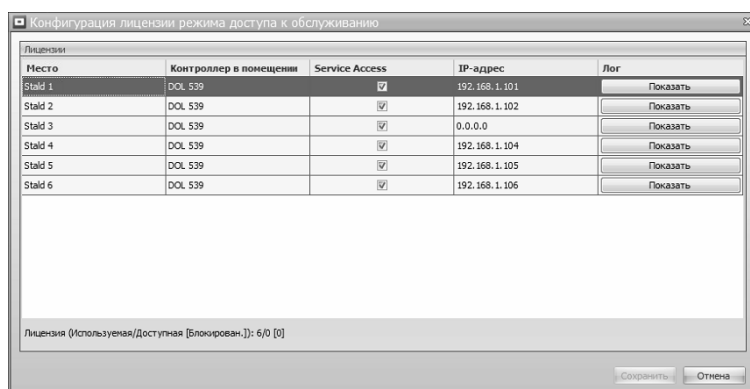 Конфигурация лицензии режима доступа к обслуживанию
Лицензии
Место Контроллер в помещении Service Access IP-адрес Лог
Stald 1 DOL 539 192.168.1.101 Показать
Stald 2 DOL 539 192.168.1.102 Показать
Stald 3 DOL 539 0.0.0.0 Показать
Stald 4 DOL 539 192.168.1.104 Показать
Stald 5 DOL 539 192.168.1.105 Показать
Stald 6 DOL 539 192.168.1.106 Показать
Лицензия (Используемая/Доступная [Блокирован.]): 6/0 [0]
Сохранить Отмена